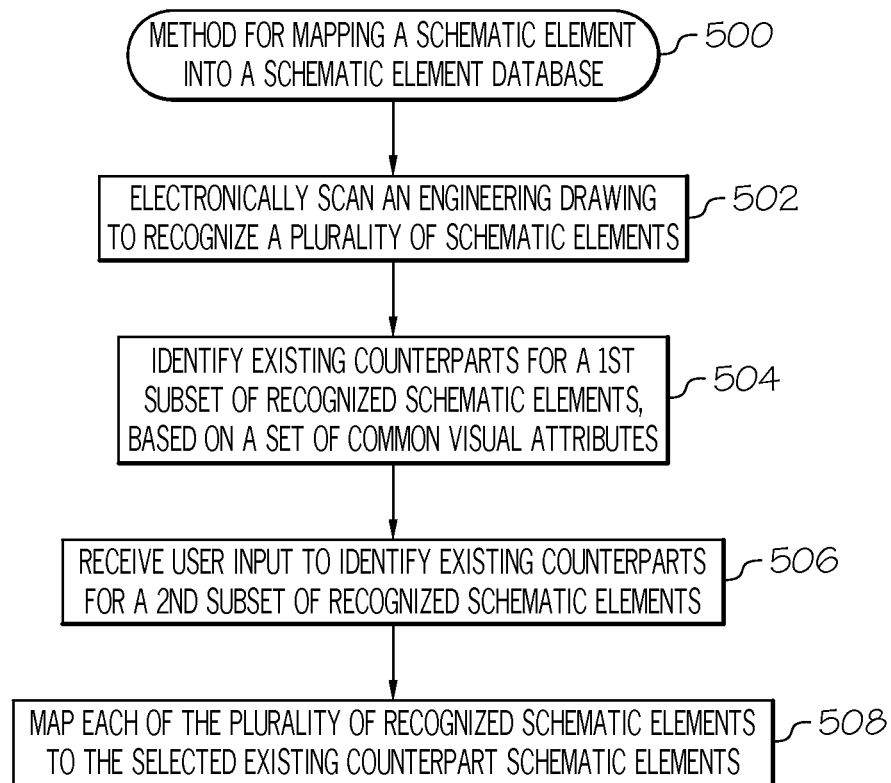 METHOD FOR MAPPING A SCHEMATIC ELEMENT
INTO A SCHEMATIC ELEMENT DATABASE
500
ELECTRONICALLY SCAN AN ENGINEERING DRAWING
TO RECOGNIZE A PLURALITY OF SCHEMATIC ELEMENTS
502
IDENTIFY EXISTING COUNTERPARTS FOR A 1ST
SUBSET OF RECOGNIZED SCHEMATIC ELEMENTS,
BASED ON A SET OF COMMON VISUAL ATTRIBUTES
504
RECEIVE USER INPUT TO IDENTIFY EXISTING COUNTERPARTS
FOR A 2ND SUBSET OF RECOGNIZED SCHEMATIC ELEMENTS
506
MAP EACH OF THE PLURALITY OF RECOGNIZED SCHEMATIC ELEMENTS
TO THE SELECTED EXISTING COUNTERPART SCHEMATIC ELEMENTS
508